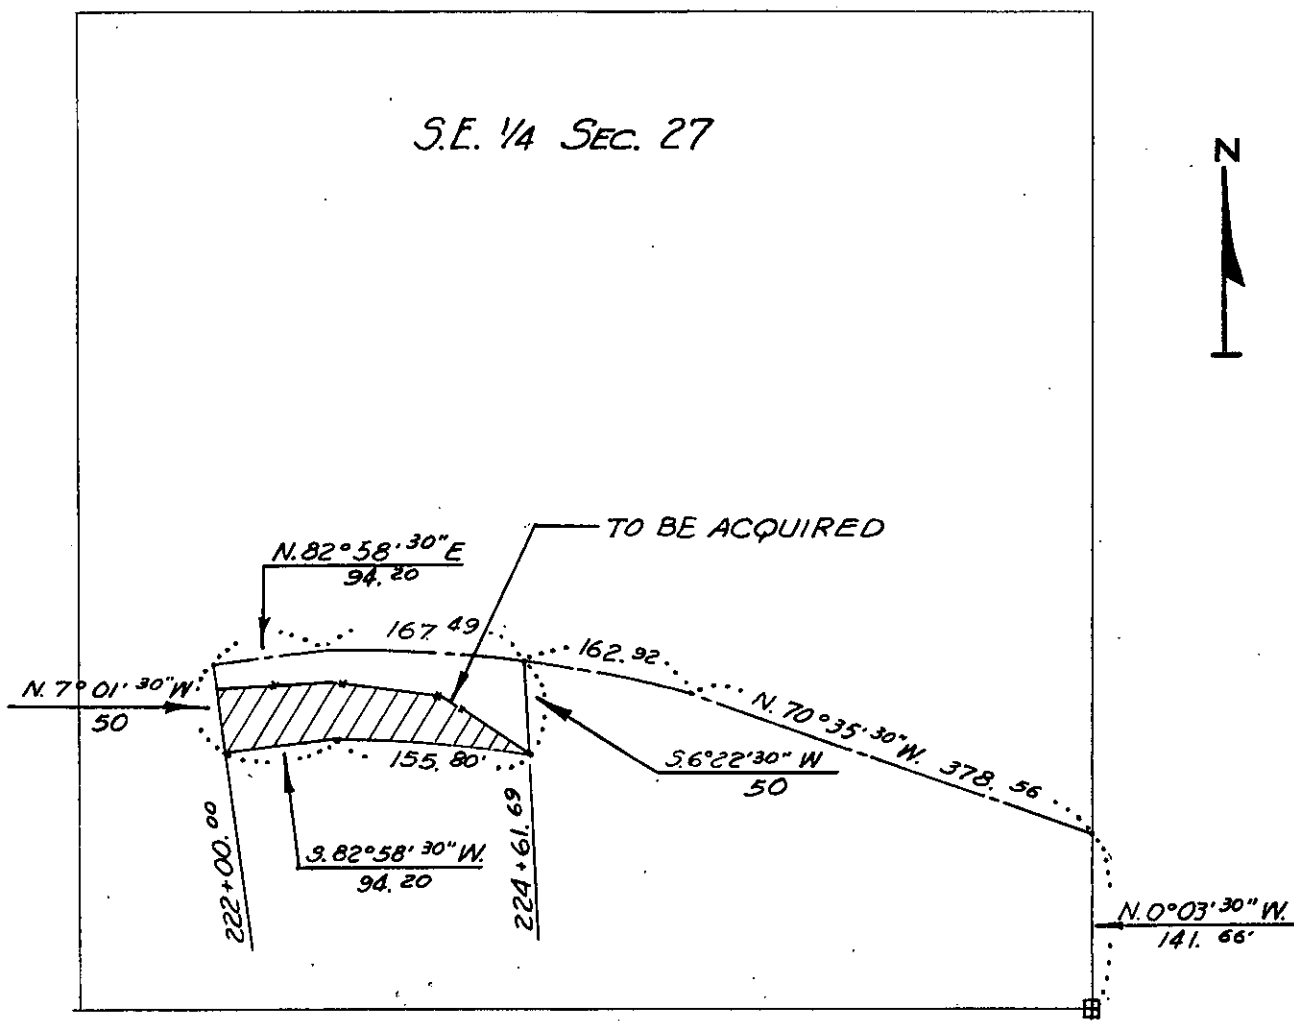 S.E. 1/4 SEC. 27
N
TO BE ACQUIRED
N. 82° 58' 30" E
94.20
167.49
162.92
N. 7° 01' 30" W
50
N. 70° 35' 30" W. 378.56
155.80'
S. 6° 22' 30" W
50
222+00.00
S. 82° 58' 30" W.
94.20
224+61.69
N. 0° 03' 30" W.
141.66'